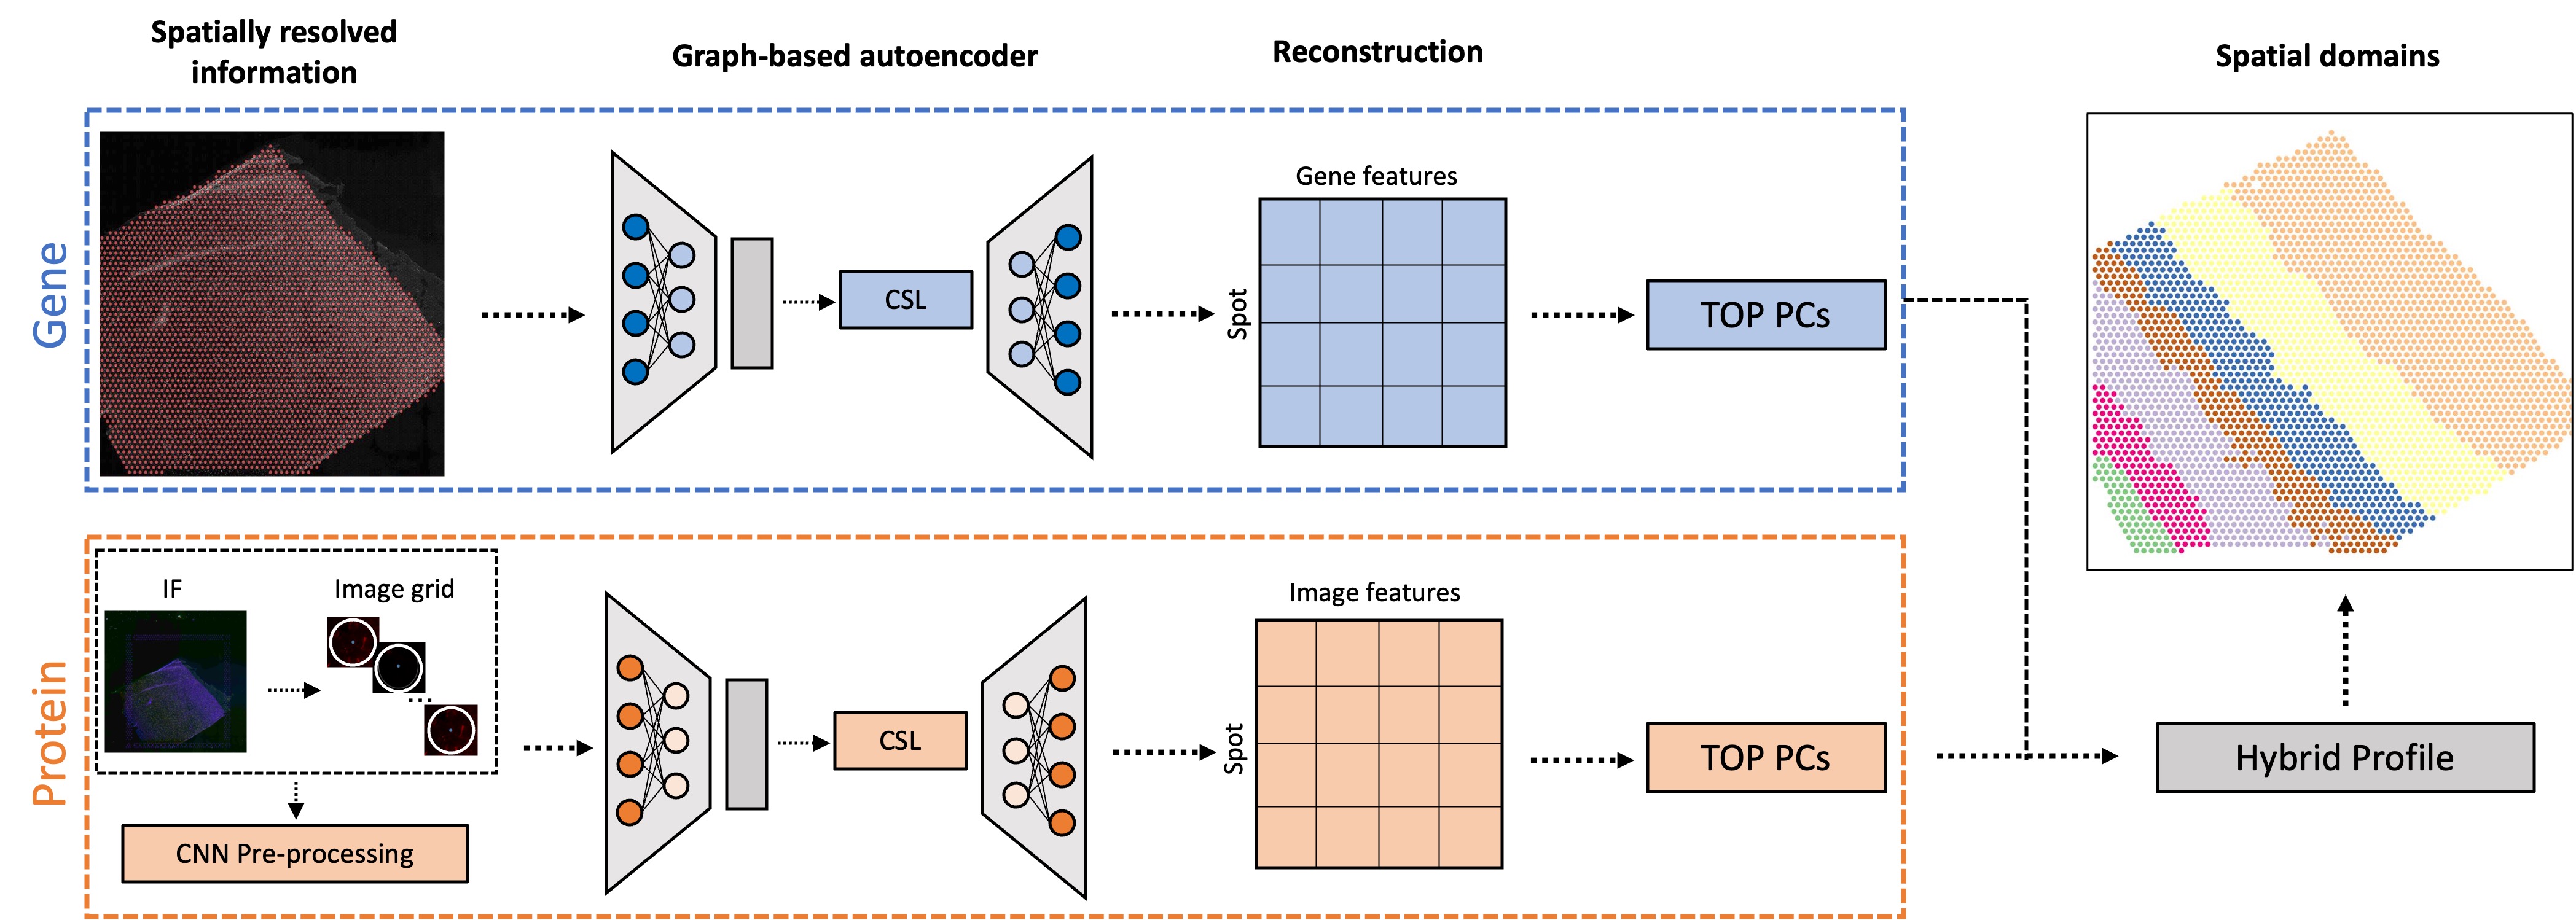 Spatially resolved
information
Graph-based autoencoder
Reconstruction
Spatial domains
Gene
Gene features
Spot
CSL
TOP PCs
Protein
IF
Image grid
CNN Pre-processing
CSL
Image features
Spot
TOP PCs
Hybrid Profile